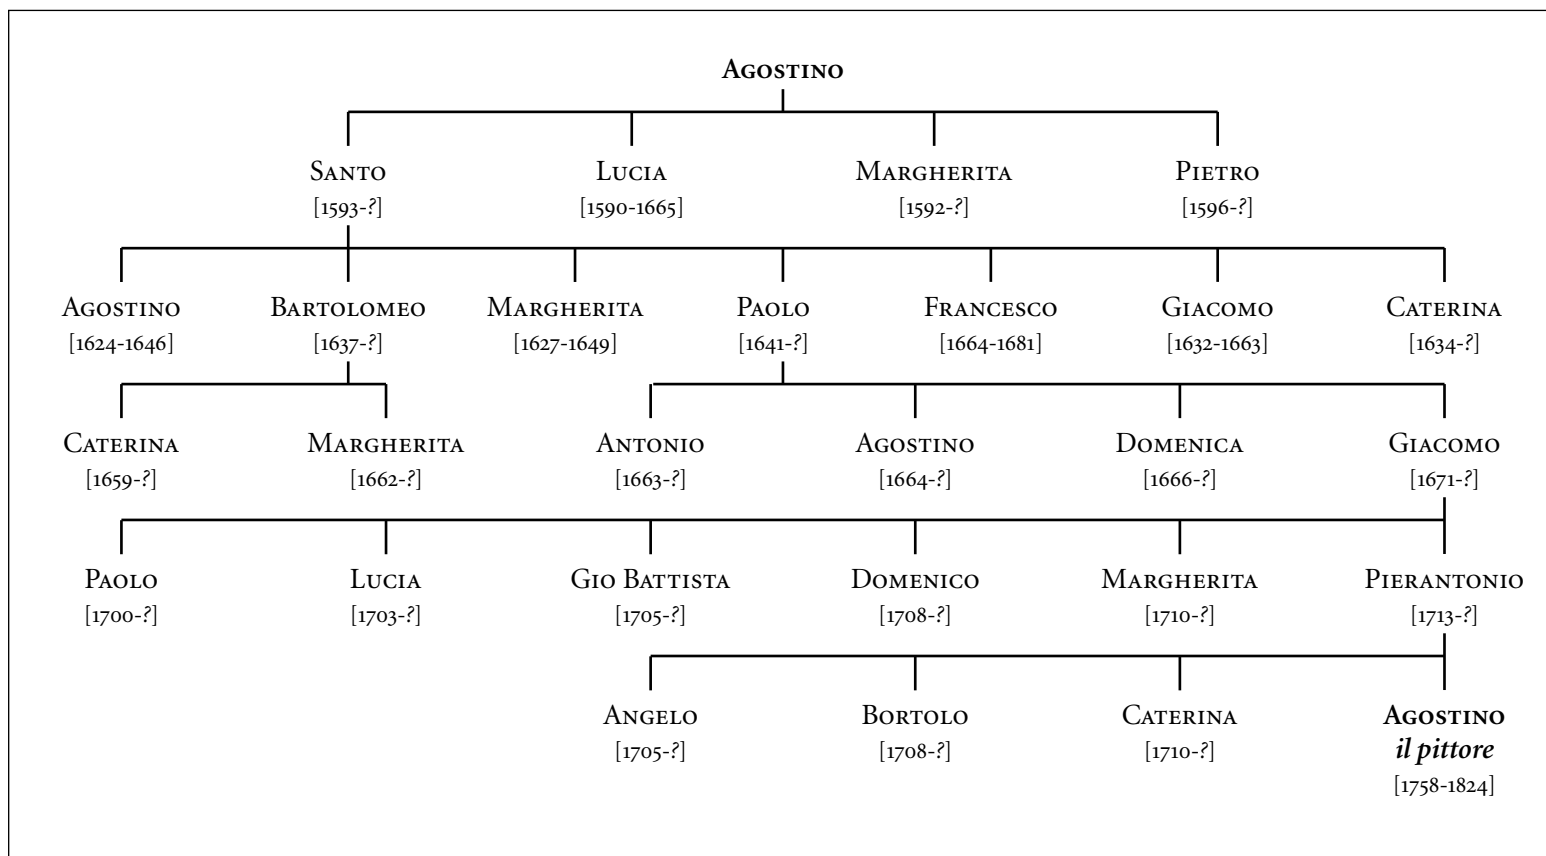 Agostino
Santo Lucia Margherita Pietro
[1593-?] [1590-1665] [1592-?] [1596-?]
Agostino Bartolomeo Margherita Paolo Francesco Giacomo Caterina
[1624-1646] [1637-?] [1627-1649] [1641-?] [1664-1681] [1632-1663] [1634-?]
Caterina Margherita Antonio Agostino Domenica Giacomo
[1659-?] [1662-?] [1663-?] [1664-?] [1666-?] [1671-?]
Paolo Lucia Gio Battista Domenico Margherita Pierantonio
[1700-?] [1703-?] [1705-?] [1708-?] [1710-?] [1713-?]
Angelo Bortolo Caterina Agostino
il pittore
[1705-?] [1708-?] [1710-?]
[1758-1824]